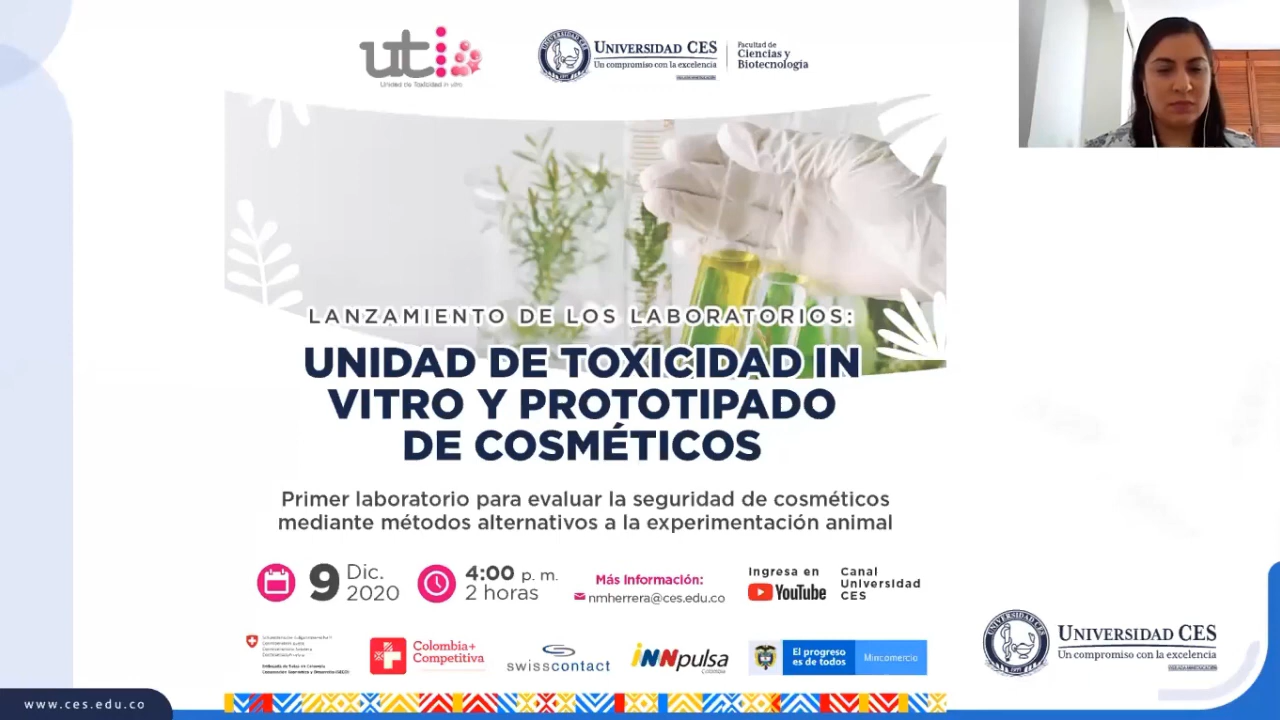 uti
Unidad de Toxicidad in vitro
UNIVERSIDAD CES
Un compromiso con la excelencia
Facultad de
Ciencias y
Biotecnología
LANZAMIENTO DE LOS LABORATORIOS:
UNIDAD DE TOXICIDAD IN
VITRO Y PROTOTIPADO
DE COSMÉTICOS
Primer laboratorio para evaluar la seguridad de cosméticos
mediante métodos alternativos a la experimentación animal
9 Dic.
2020
4:00 p. m.
2 horas
Más Información:
nmherrera@ces.edu.co
Ingresa en
YouTube
Canal
Universidad
CES
Colombia+
Competitiva
swisscontact
iNNpulsa
El progreso
es de todos
Mincomercio
UNIVERSIDAD CES
Un compromiso con la excelencia
www.ces.edu.co